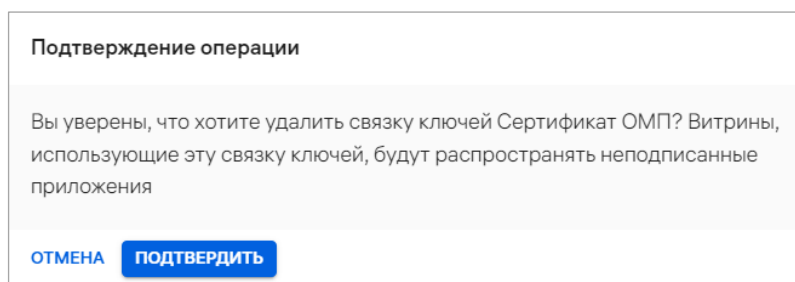 Подтверждение операции
Вы уверены, что хотите удалить связку ключей Сертификат ОМП? Витрины,
использующие эту связку ключей, будут распространять неподписанные
приложения
ОТМЕНА ПОДТВЕРДИТЬ